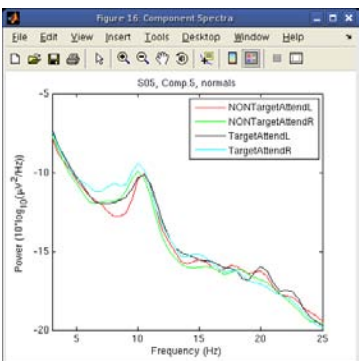 Figure 16: Component Spectra
File Edit View Insert Tools Desktop Window Help
S05, Comp.5, normals
NONTargetAttendL
NONTargetAttendR
TargetAttendL
TargetAttendR
Power (10*log10(μV²/Hz))
-5
-10
-15
-20
5 10 15 20 25
Frequency (Hz)